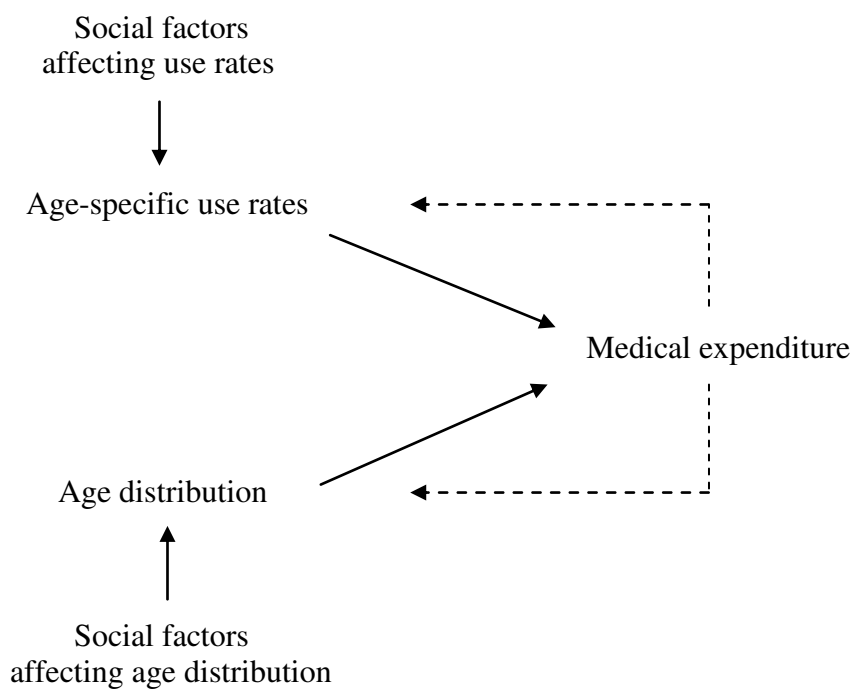 Social factors
affecting use rates
Age-specific use rates
Medical expenditure
Age distribution
Social factors
affecting age distribution